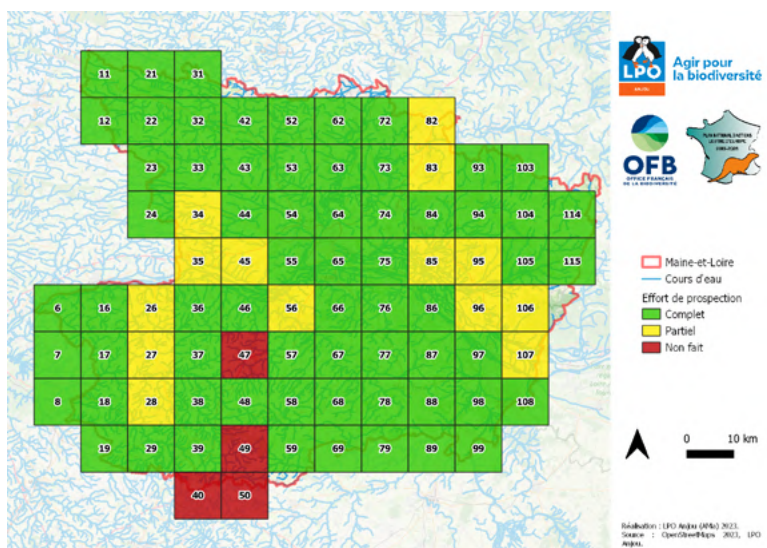 11 21 31
12 22 32 42 52 62 72 82
23 33 43 53 63 73 83 93 103
24 34 44 54 64 74 84 94 104 114
35 45 55 65 75 85 95 105 115
6 16 26 36 46 56 66 76 86 96 106
7 17 27 37 47 57 67 77 87 97 107
8 18 28 38 48 58 68 78 88 98 108
19 29 39 49 59 69 79 89 99
40 50
LPO
ANJOU
Agir pour
la biodiversité
OFB
OFFICE FRANÇAIS
DE LA BIODIVERSITÉ
PLAN NATIONAL D'ACTIONS
Maine-et-Loire
Cours d'eau
Effort de prospection
Complet
Partiel
Non fait
0 10 km
Réalisation : LPO Anjou (AMa) 2023.
Source : OpenStreetMaps 2023, LPO
Anjou.